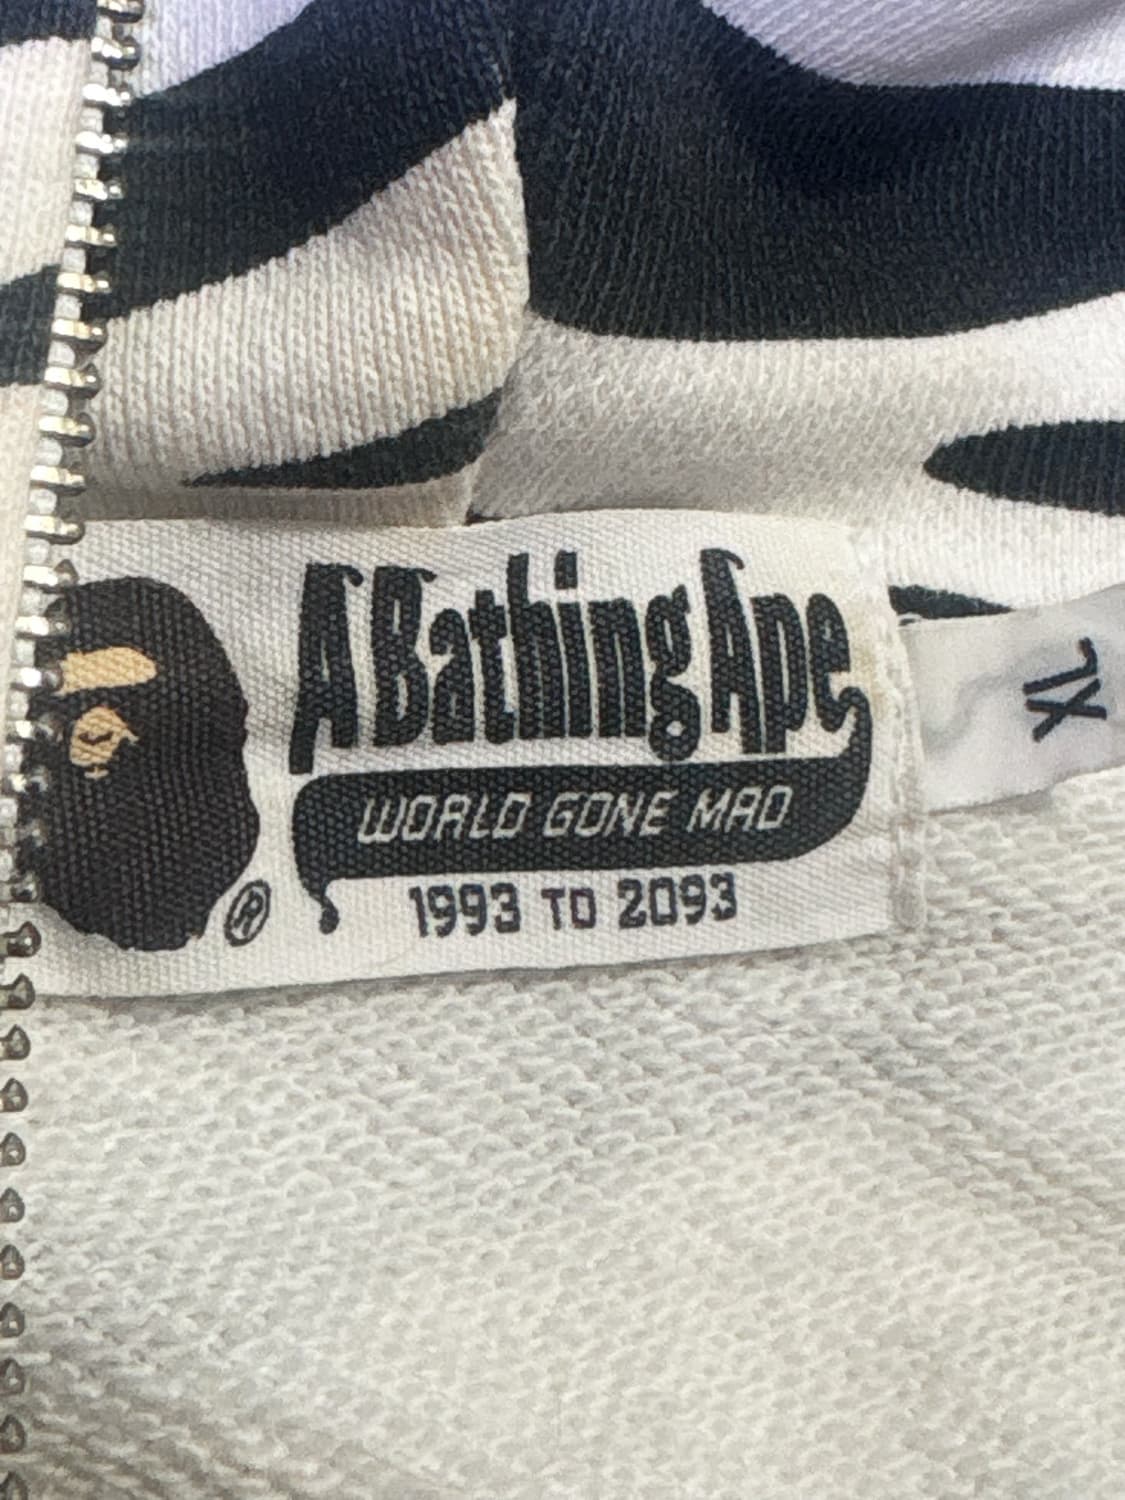 A Bathing Ape
WORLD GONE MAD
1993 TO 2093
®
XL